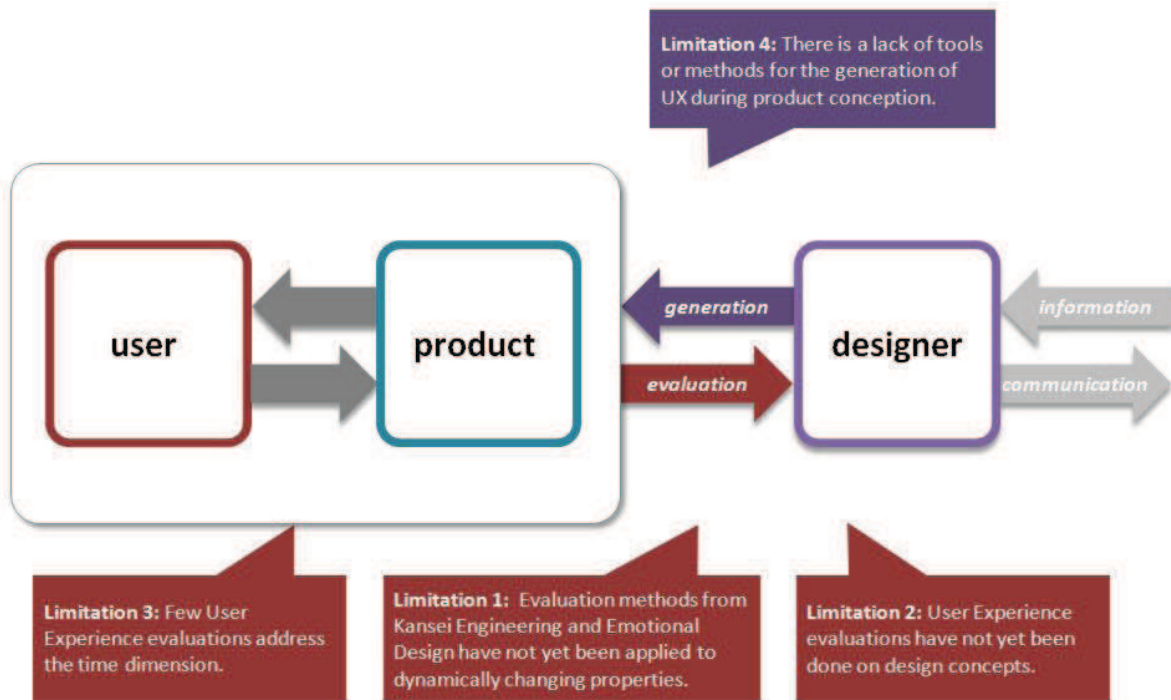 Limitation 4: There is a lack of tools
or methods for the generation of
UX during product conception.
user
product
generation
evaluation
designer
information
communication
Limitation 3: Few User
Experience evaluations address
the time dimension.
Limitation 1: Evaluation methods from
Kansei Engineering and Emotional
Design have not yet been applied to
dynamically changing properties.
Limitation 2: User Experience
evaluations have not yet been
done on design concepts.